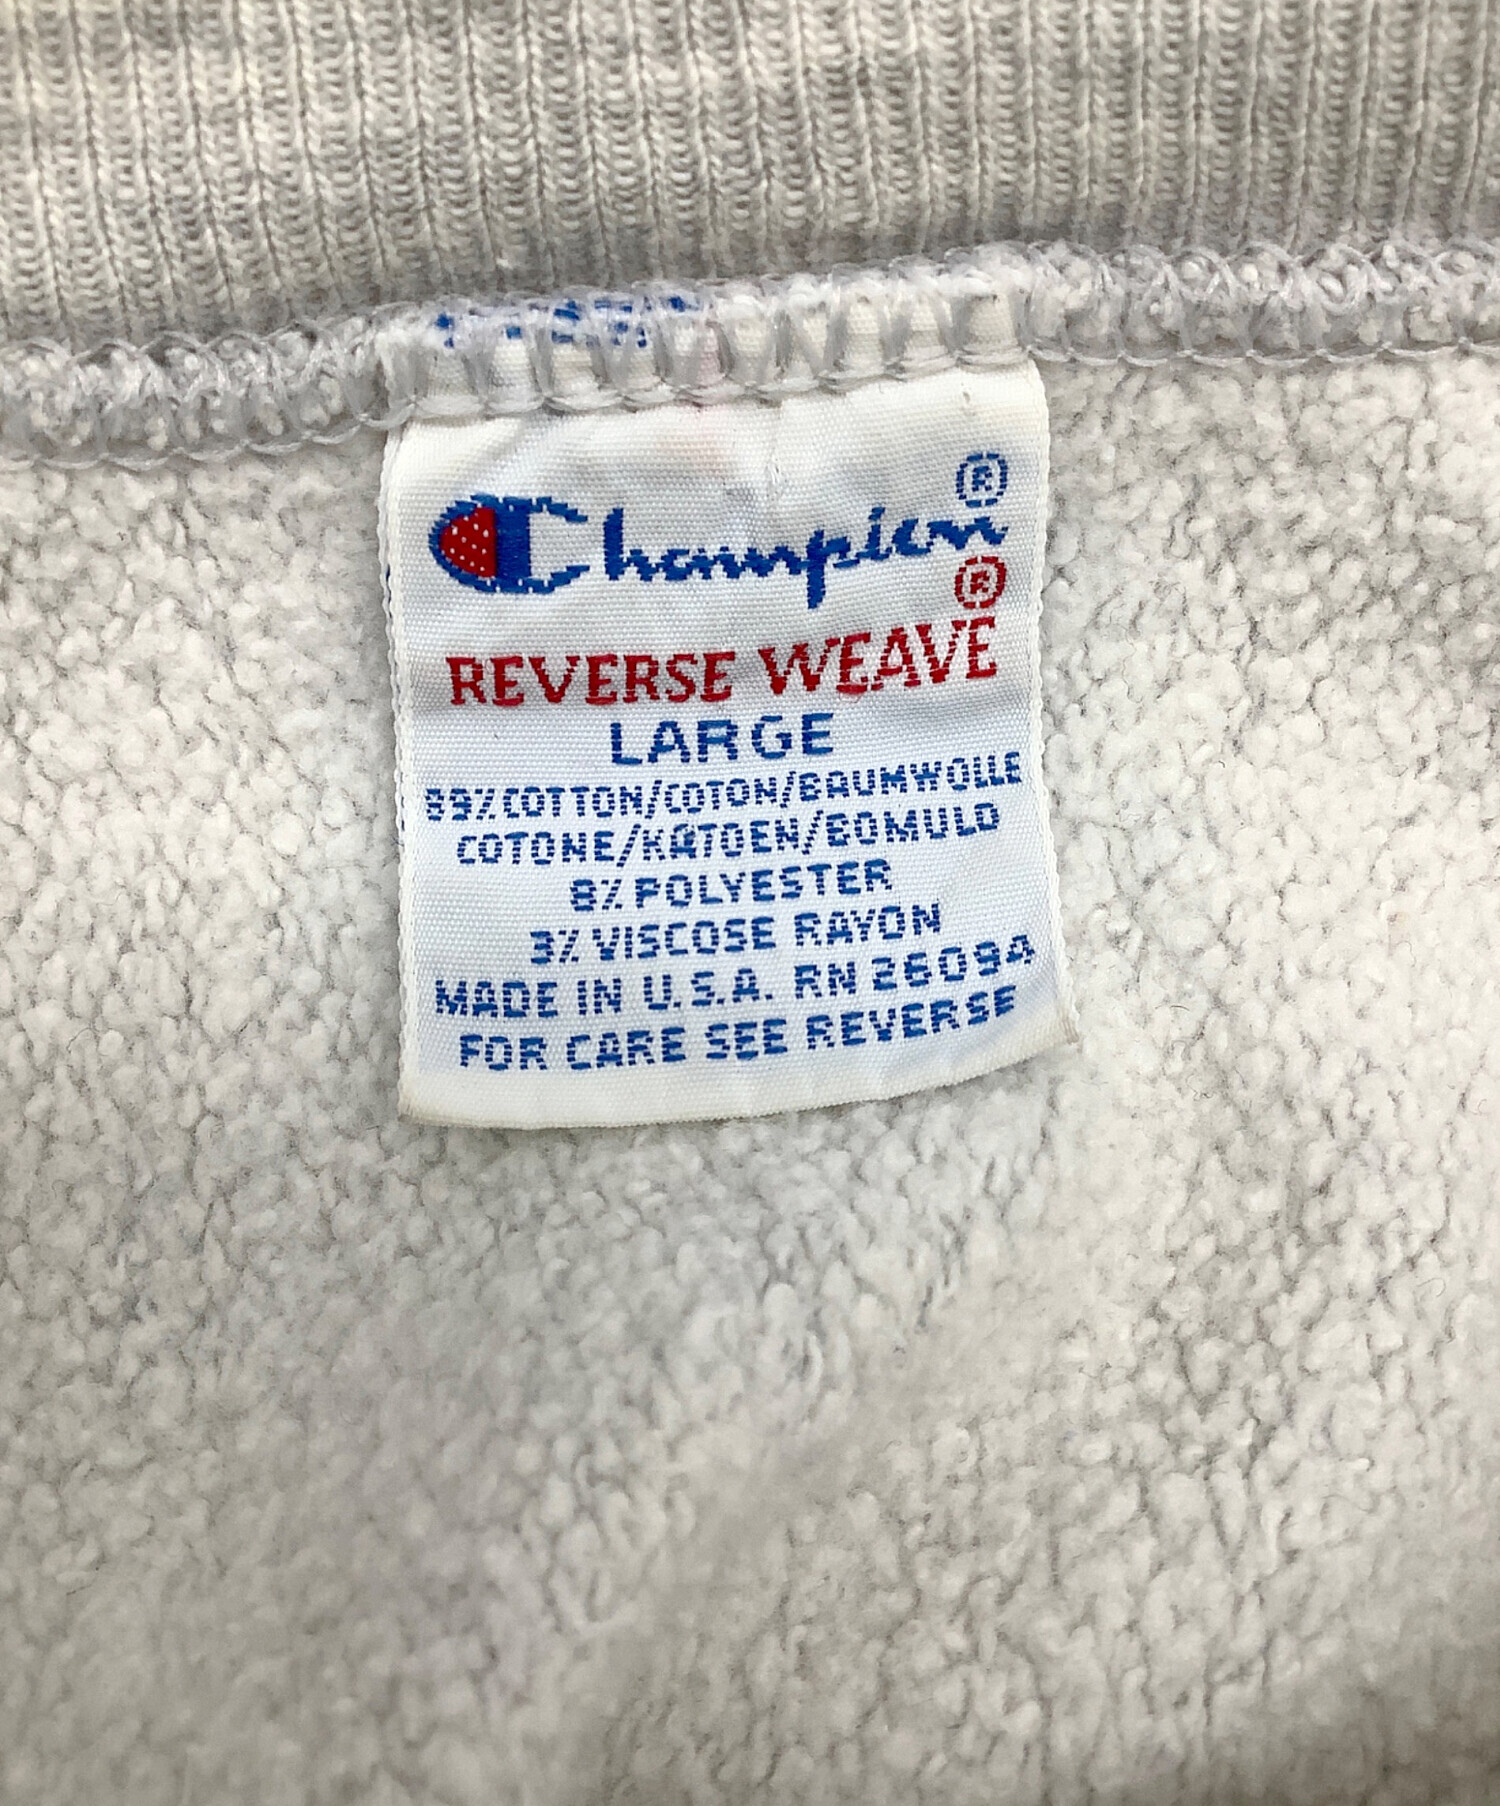 Champion®
®
REVERSE WEAVE
LARGE
89% COTTON/COTON/BAUMWOLLE
COTONE/KATOEN/BOMULD
8% POLYESTER
3% VISCOSE RAYON
MADE IN U.S.A. RN 26094
FOR CARE SEE REVERSE